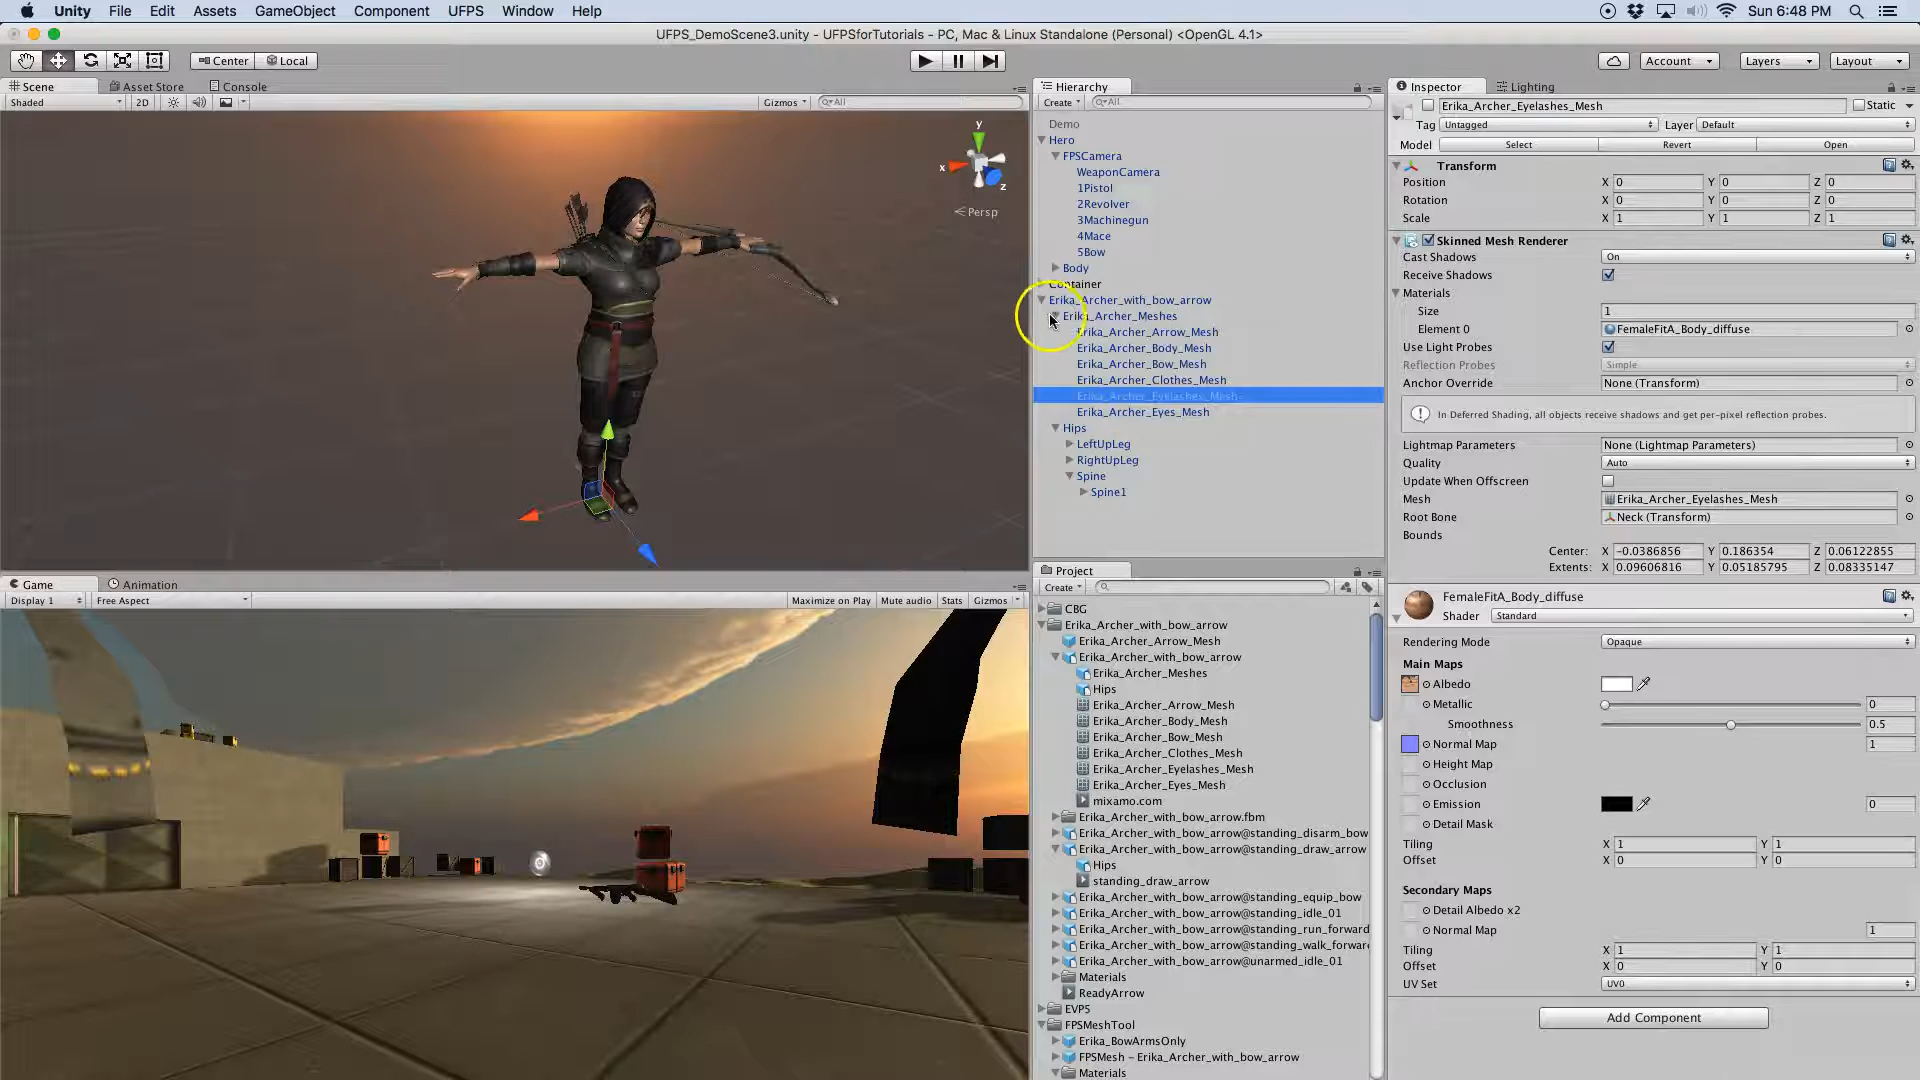 Unity File Edit Assets GameObject Component UFPS Window Help Sun 6:48 PM
UFPS_DemoScene3.unity - UFPSforTutorials - PC, Mac & Linux Standalone (Personal) <OpenGL 4.1>
Center Local Account Layers Layout
Scene Asset Store Console
Shaded 2D Gizmos All
y
x
z
Persp
Hierarchy
Create All
Demo
Hero
FPSCamera
WeaponCamera
1Pistol
2Revolver
3Machinegun
4Mace
5Bow
Body
Container
Erika_Archer_with_bow_arrow
Erika_Archer_Meshes
Erika_Archer_Arrow_Mesh
Erika_Archer_Body_Mesh
Erika_Archer_Bow_Mesh
Erika_Archer_Clothes_Mesh
Erika_Archer_Eyelashes_Mesh
Erika_Archer_Eyes_Mesh
Hips
LeftUpLeg
RightUpLeg
Spine
Spine1
Game Animation
Display 1 Free Aspect Maximize on Play Mute audio Stats Gizmos
Project
Create
CBG
Erika_Archer_with_bow_arrow
Erika_Archer_Arrow_Mesh
Erika_Archer_with_bow_arrow
Erika_Archer_Meshes
Hips
Erika_Archer_Arrow_Mesh
Erika_Archer_Body_Mesh
Erika_Archer_Bow_Mesh
Erika_Archer_Clothes_Mesh
Erika_Archer_Eyelashes_Mesh
Erika_Archer_Eyes_Mesh
mixamo.com
Erika_Archer_with_bow_arrow.fbm
Erika_Archer_with_bow_arrow@standing_disarm_bow
Erika_Archer_with_bow_arrow@standing_draw_arrow
Hips
standing_draw_arrow
Erika_Archer_with_bow_arrow@standing_equip_bow
Erika_Archer_with_bow_arrow@standing_idle_01
Erika_Archer_with_bow_arrow@standing_run_forward
Erika_Archer_with_bow_arrow@standing_walk_forward
Erika_Archer_with_bow_arrow@unarmed_idle_01
Materials
ReadyArrow
EVP5
FPSMeshTool
Erika_BowArmsOnly
FPSMesh - Erika_Archer_with_bow_arrow
Materials
Inspector Lighting
Erika_Archer_Eyelashes_Mesh Static
Tag Untagged Layer Default
Model Select Revert Open
Transform
Position X 0 Y 0 Z 0
Rotation X 0 Y 0 Z 0
Scale X 1 Y 1 Z 1
Skinned Mesh Renderer
Cast Shadows On
Receive Shadows
Materials
Size 1
Element 0 FemaleFitA_Body_diffuse
Use Light Probes
Reflection Probes Simple
Anchor Override None (Transform)
In Deferred Shading, all objects receive shadows and get per-pixel reflection probes.
Lightmap Parameters None (Lightmap Parameters)
Quality Auto
Update When Offscreen
Mesh Erika_Archer_Eyelashes_Mesh
Root Bone Neck (Transform)
Bounds
Center: X -0.0386856 Y 0.186354 Z 0.06122855
Extents: X 0.09606816 Y 0.05185795 Z 0.08335147
FemaleFitA_Body_diffuse
Shader Standard
Rendering Mode Opaque
Main Maps
Albedo
Metallic 0
Smoothness 0.5
Normal Map 1
Height Map
Occlusion
Emission 0
Detail Mask
Tiling X 1 Y 1
Offset X 0 Y 0
Secondary Maps
Detail Albedo x2
Normal Map 1
Tiling X 1 Y 1
Offset X 0 Y 0
UV Set UV0
Add Component